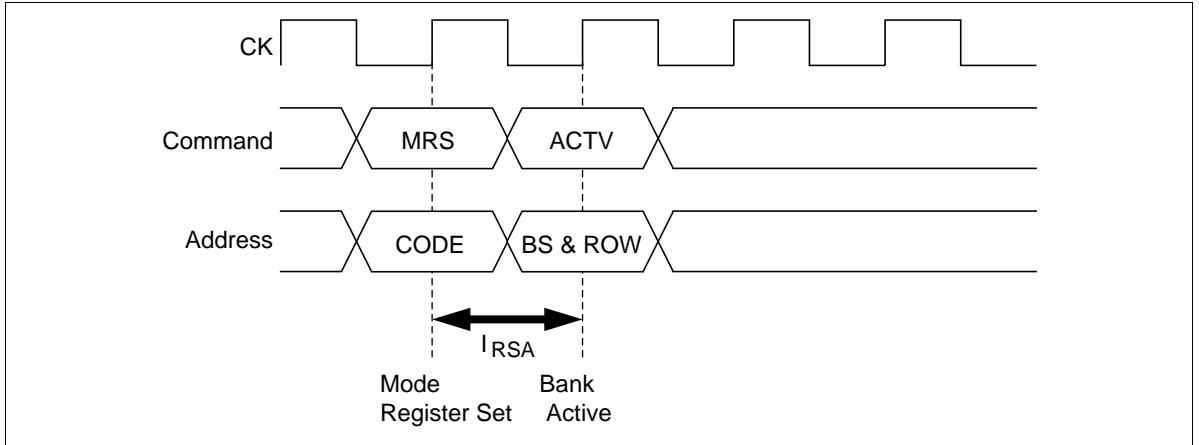 CK
Command MRS ACTV
Address CODE BS & ROW
I RSA
Mode Bank
Register Set Active